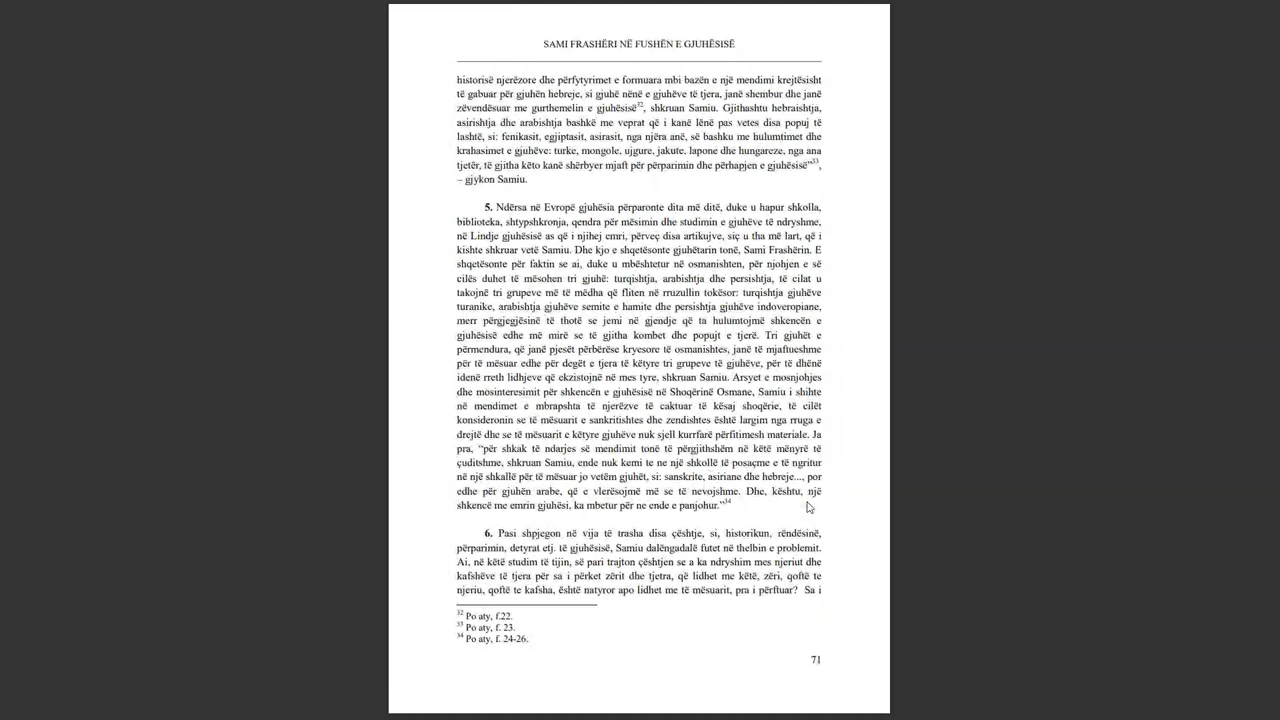 SAMI FRASHËRI NË FUSHËN E GJUHËSISË
historisë njerëzore dhe përfytyrimet e formuara mbi bazën e një mendimi krejtësisht
të gabuar për gjuhën hebreje, si gjuhë nënë e gjuhëve të tjera, janë shembur dhe janë
zëvendësuar me gurthemelin e gjuhësisë32, shkruan Samiu. Gjithashtu hebraishtja,
asirishtja dhe arabishtja bashkë me veprat që i kanë lënë pas vetes disa popuj të
lashtë, si: fenikasit, egjiptasit, asirasit, nga njëra anë, së bashku me hulumtimet dhe
krahasimet e gjuhëve: turke, mongole, ujgure, jakute, lapone dhe hungareze, nga ana
tjetër, të gjitha këto kanë shërbyer mjaft për përparimin dhe përhapjen e gjuhësisë”33,
– gjykon Samiu.
5. Ndërsa në Evropë gjuhësia përparonte dita më ditë, duke u hapur shkolla,
biblioteka, shtypshkronja, qendra për mësimin dhe studimin e gjuhëve të ndryshme,
në Lindje gjuhësisë as që i njihej emri, përveç disa artikujve, siç u tha më lart, që i
kishte shkruar vetë Samiu. Dhe kjo e shqetësonte gjuhëtarin tonë, Sami Frashërin. E
shqetësonte për faktin se ai, duke u mbështetur në osmanishten, për njohjen e së
cilës duhet të mësohen tri gjuhë: turqishtja, arabishtja dhe persishtja, të cilat u
takojnë tri grupeve më të mëdha që fliten në rruzullin tokësor: turqishtja gjuhëve
turanike, arabishtja gjuhëve semite e hamite dhe persishtja gjuhëve indoveropiane,
merr përgjegjësinë të thotë se jemi në gjendje që ta hulumtojmë shkencën e
gjuhësisë edhe më mirë se të gjitha kombet dhe popujt e tjerë. Tri gjuhët e
përmendura, që janë pjesët përbërëse kryesore të osmanishtes, janë të mjaftueshme
për të mësuar edhe për degët e tjera të këtyre tri grupeve të gjuhëve, për të dhënë
idenë rreth lidhjeve që ekzistojnë në mes tyre, shkruan Samiu. Arsyet e mosnjohjes
dhe mosinteresimit për shkencën e gjuhësisë në Shoqërinë Osmane, Samiu i shihte
në mendimet e mbrapshta të njerëzve të caktuar të kësaj shoqërie, të cilët
konsideronin se të mësuarit e sankritishtes dhe zendishtes është largim nga rruga e
drejtë dhe se të mësuarit e këtyre gjuhëve nuk sjell kurrfarë përfitimesh materiale. Ja
pra, “për shkak të ndarjes së mendimit tonë të përgjithshëm në këtë mënyrë të
çuditshme, shkruan Samiu, ende nuk kemi te ne një shkollë të posaçme e të ngritur
në një shkallë për të mësuar jo vetëm gjuhët, si: sanskrite, asiriane dhe hebreje..., por
edhe për gjuhën arabe, që e vlerësojmë më se të nevojshme. Dhe, kështu, një
shkencë me emrin gjuhësi, ka mbetur për ne ende e panjohur.”34
6. Pasi shpjegon në vija të trasha disa çështje, si, historikun, rëndësinë,
përparimin, detyrat etj. të gjuhësisë, Samiu dalëngadalë futet në thelbin e problemit.
Ai, në këtë studim të tijin, së pari trajton çështjen se a ka ndryshim mes njeriut dhe
kafshëve të tjera për sa i përket zërit dhe tjetra, që lidhet me këtë, zëri, qoftë te
njeriu, qoftë te kafsha, është natyror apo lidhet me të mësuarit, pra i përftuar? Sa i
32 Po aty, f.22.
33 Po aty, f. 23.
34 Po aty, f. 24-26.
71